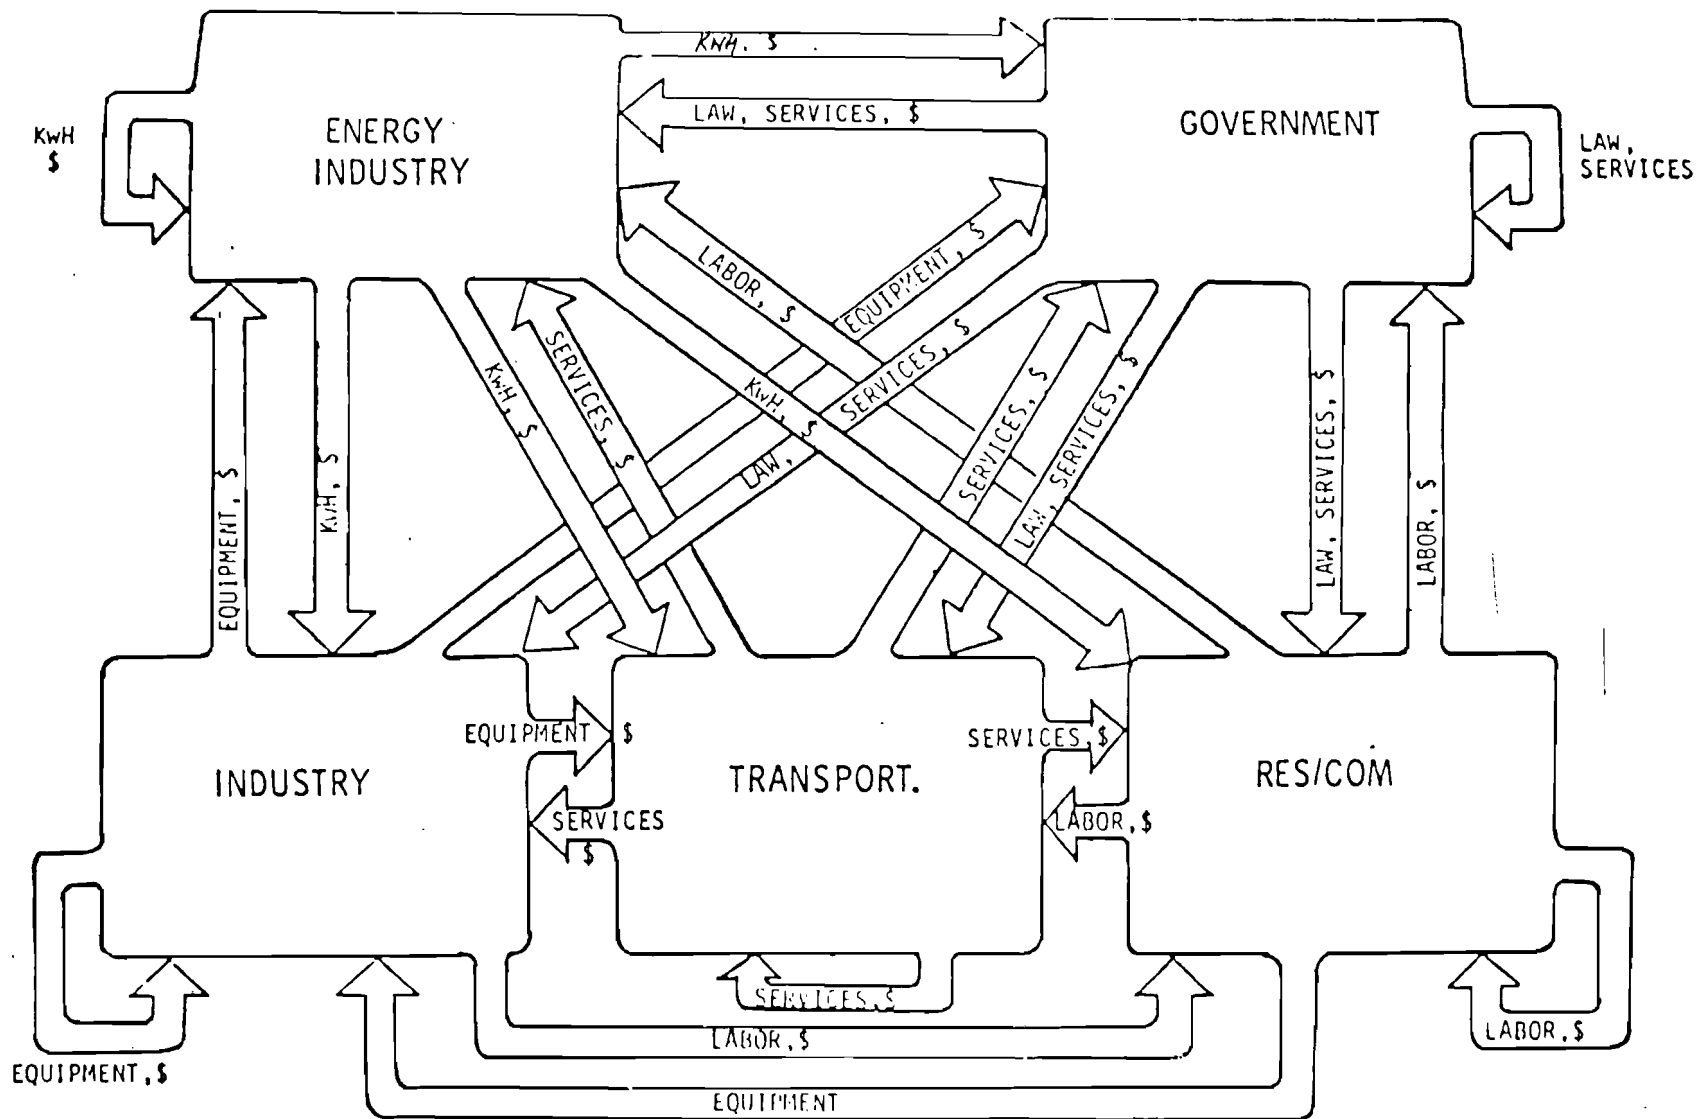 KWH, $
LAW, SERVICES, $
ENERGY
INDUSTRY
GOVERNMENT
KWH
$
LAW,
SERVICES
LABOR, $
EQUIPMENT, $
SERVICES, $
KWH, $
KWH, $
LAW, SERVICES, $
SERVICES, $
LAW, SERVICES, $
EQUIPMENT, $
KWH, $
LAW, SERVICES, $
LABOR, $
EQUIPMENT $
SERVICES, $
INDUSTRY
TRANSPORT.
RES/COM
SERVICES
$
LABOR, $
SERVICES, $
LABOR, $
LABOR, $
EQUIPMENT, $
EQUIPMENT